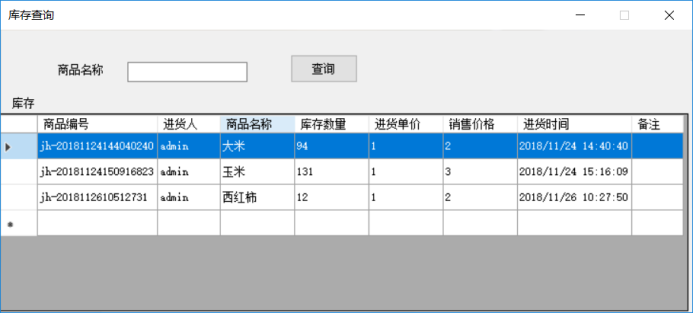 库存查询
商品名称 查询
库存
商品编号 进货人 商品名称 库存数量 进货单价 销售价格 进货时间 备注
jh-20181124144040240 admin 大米 94 1 2 2018/11/24 14:40:40
jh-20181124150916823 admin 玉米 131 1 3 2018/11/24 15:16:09
jh-201811261051273​1 admin 西红柿 12 1 2 2018/11/26 10:27:50